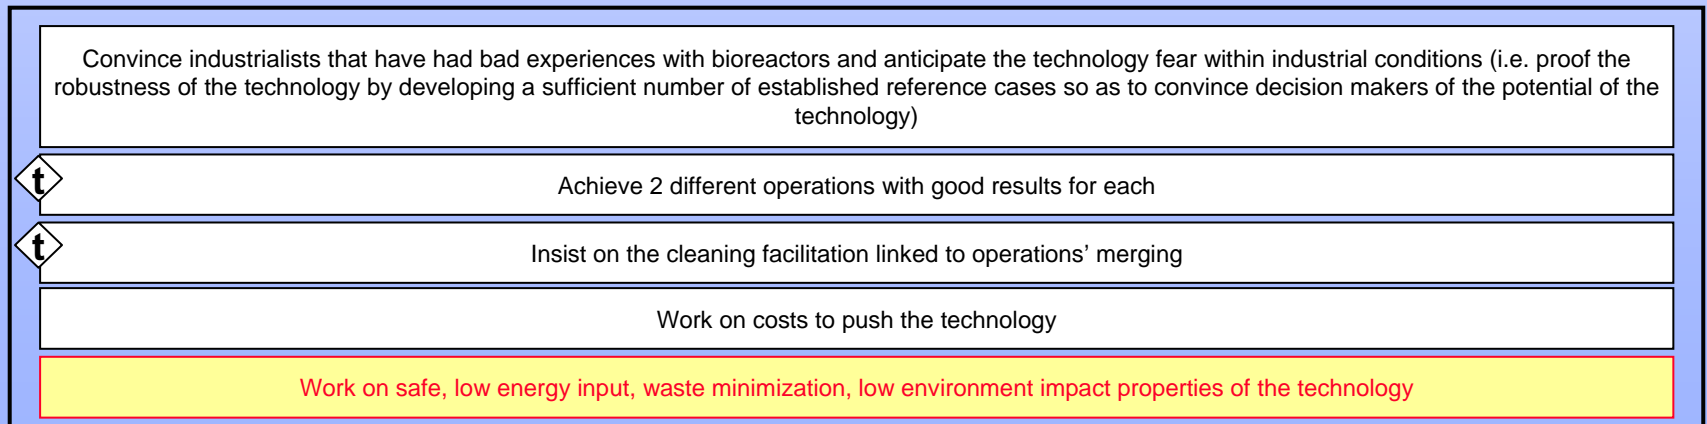 Convince industrialists that have had bad experiences with bioreactors and anticipate the technology fear within industrial conditions (i.e. proof the
robustness of the technology by developing a sufficient number of established reference cases so as to convince decision makers of the potential of the
technology)
t
Achieve 2 different operations with good results for each
t
Insist on the cleaning facilitation linked to operations’ merging
Work on costs to push the technology
Work on safe, low energy input, waste minimization, low environment impact properties of the technology